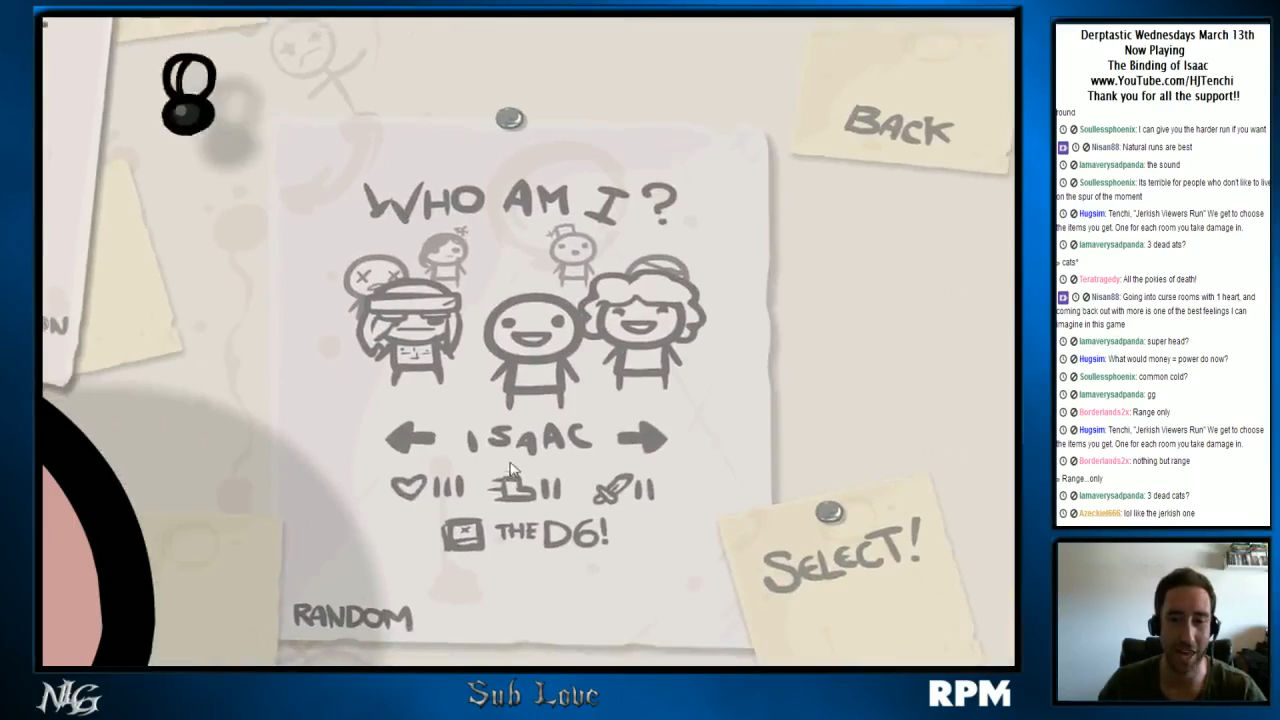 WHO AM I?
BACK
ISAAC
THE D6!
RANDOM
SELECT!
NLG
Sub Love
RPM
Derptastic Wednesdays March 13th
Now Playing
The Binding of Isaac
www.YouTube.com/HJTenchi
Thank you for all the support!!
round
Soullessphoenix: I can give you the harder run if you want
Nisan88: Natural runs are best
Iamaverysadpanda: the sound
Soullessphoenix: Its terrible for people who don't like to live
on the spur of the moment
Hugsim: Tenchi, "Jerkish Viewers Run" We get to choose
the items you get. One for each room you take damage in.
Iamaverysadpanda: 3 dead ats?
cats*
Teratragedy: All the pokies of death!
Nisan88: Going into curse rooms with 1 heart, and
coming back out with more is one of the best feelings I can
imagine in this game
Iamaverysadpanda: super head?
Hugsim: What would money = power do now?
Soullessphoenix: common cold?
Iamaverysadpanda: gg
Borderlands2x: Range only
Hugsim: Tenchi, "Jerkish Viewers Run" We get to choose
the items you get. One for each room you take damage in.
Borderlands2x: nothing but range
Range...only
Iamaverysadpanda: 3 dead cats?
Azeckiel666: lol like the jerkish one